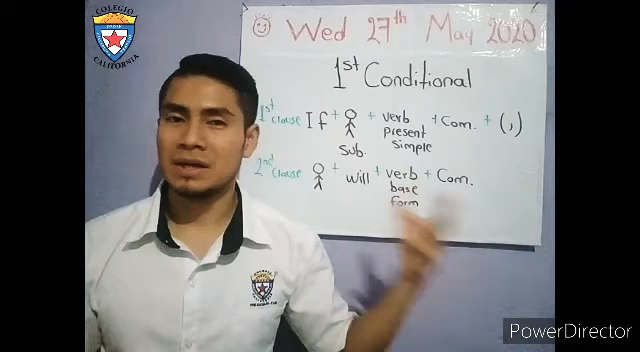 COLEGIO
CALIFORNIA
Wed 27th May 2020
1st Conditional
1st clause If + + verb present simple + Com. + (,)
Sub.
2nd clause + will + verb base form + Com.
PowerDirector